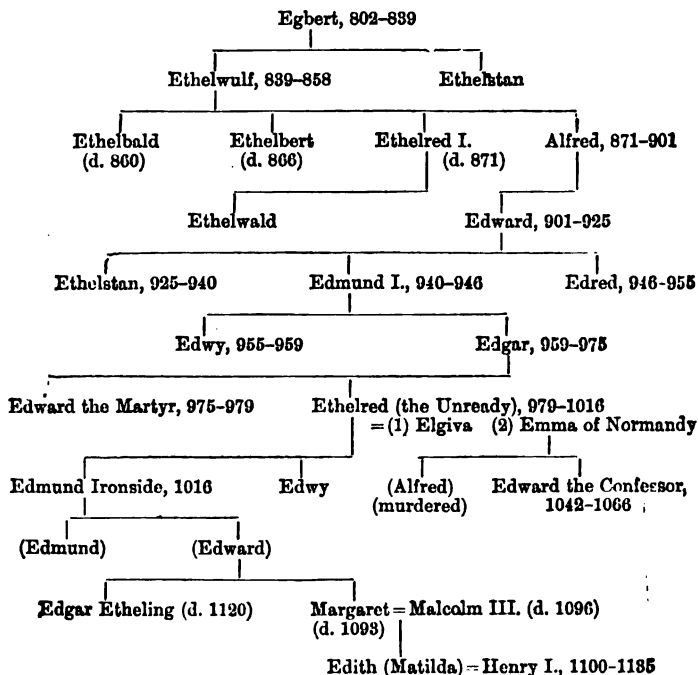 Egbert, 802–839
Ethelwulf, 839–858 Ethelstan
Ethelbald Ethelbert Ethelred I. Alfred, 871–901
(d. 860) (d. 866) (d. 871)
Ethelwald Edward, 901–925
Ethelstan, 925–940 Edmund I., 940–946 Edred, 946–955
Edwy, 955–959 Edgar, 959–975
Edward the Martyr, 975–979 Ethelred (the Unready), 979–1016
=(1) Elgiva (2) Emma of Normandy
Edmund Ironside, 1016 Edwy (Alfred) Edward the Confessor,
(murdered) 1042–1066
(Edmund) (Edward)
Edgar Etheling (d. 1120) Margaret=Malcolm III. (d. 1096)
(d. 1093)
Edith (Matilda)=Henry I., 1100-1135